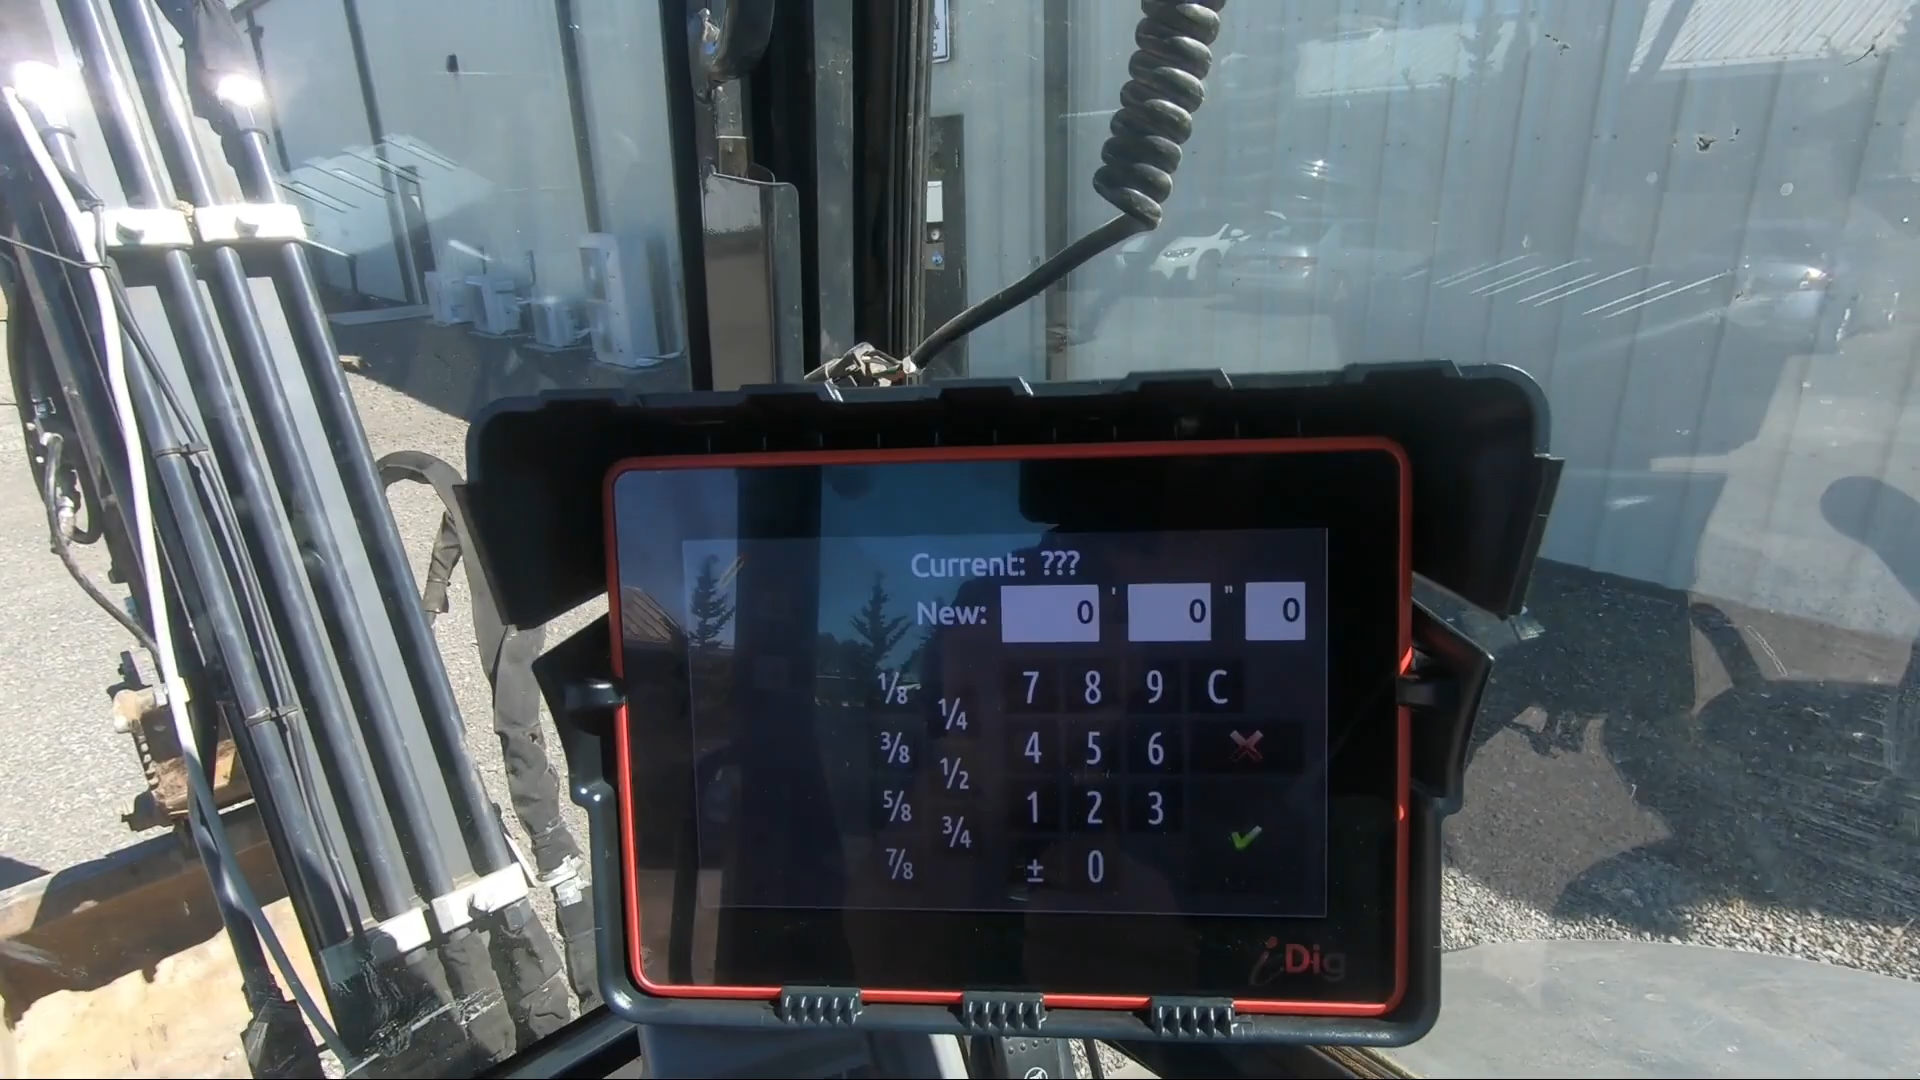 Current: ???
New: 0 ' 0 " 0
1/8 7 8 9 C
1/4
3/8 4 5 6
1/2
5/8 1 2 3
3/4
7/8 ± 0
iDig